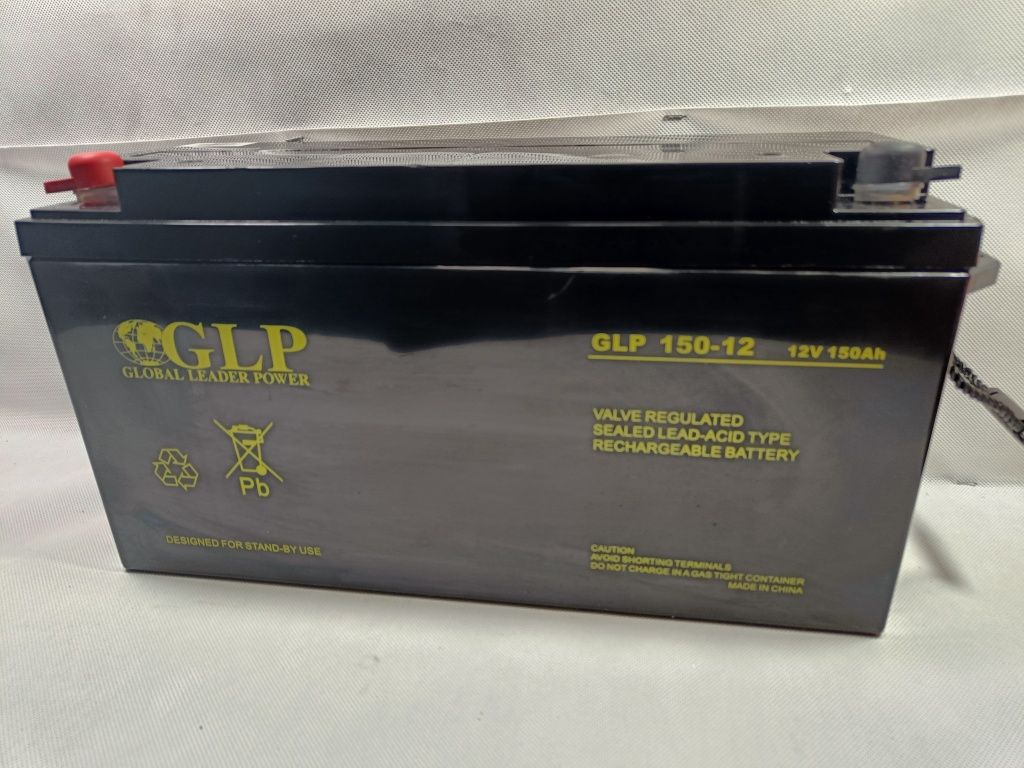 GLP
GLOBAL LEADER POWER
Pb
DESIGNED FOR STAND-BY USE
GLP 150-12 12V 150Ah
VALVE REGULATED
SEALED LEAD-ACID TYPE
RECHARGEABLE BATTERY
CAUTION
AVOID SHORTING TERMINALS
DO NOT CHARGE IN A GAS TIGHT CONTAINER
MADE IN CHINA